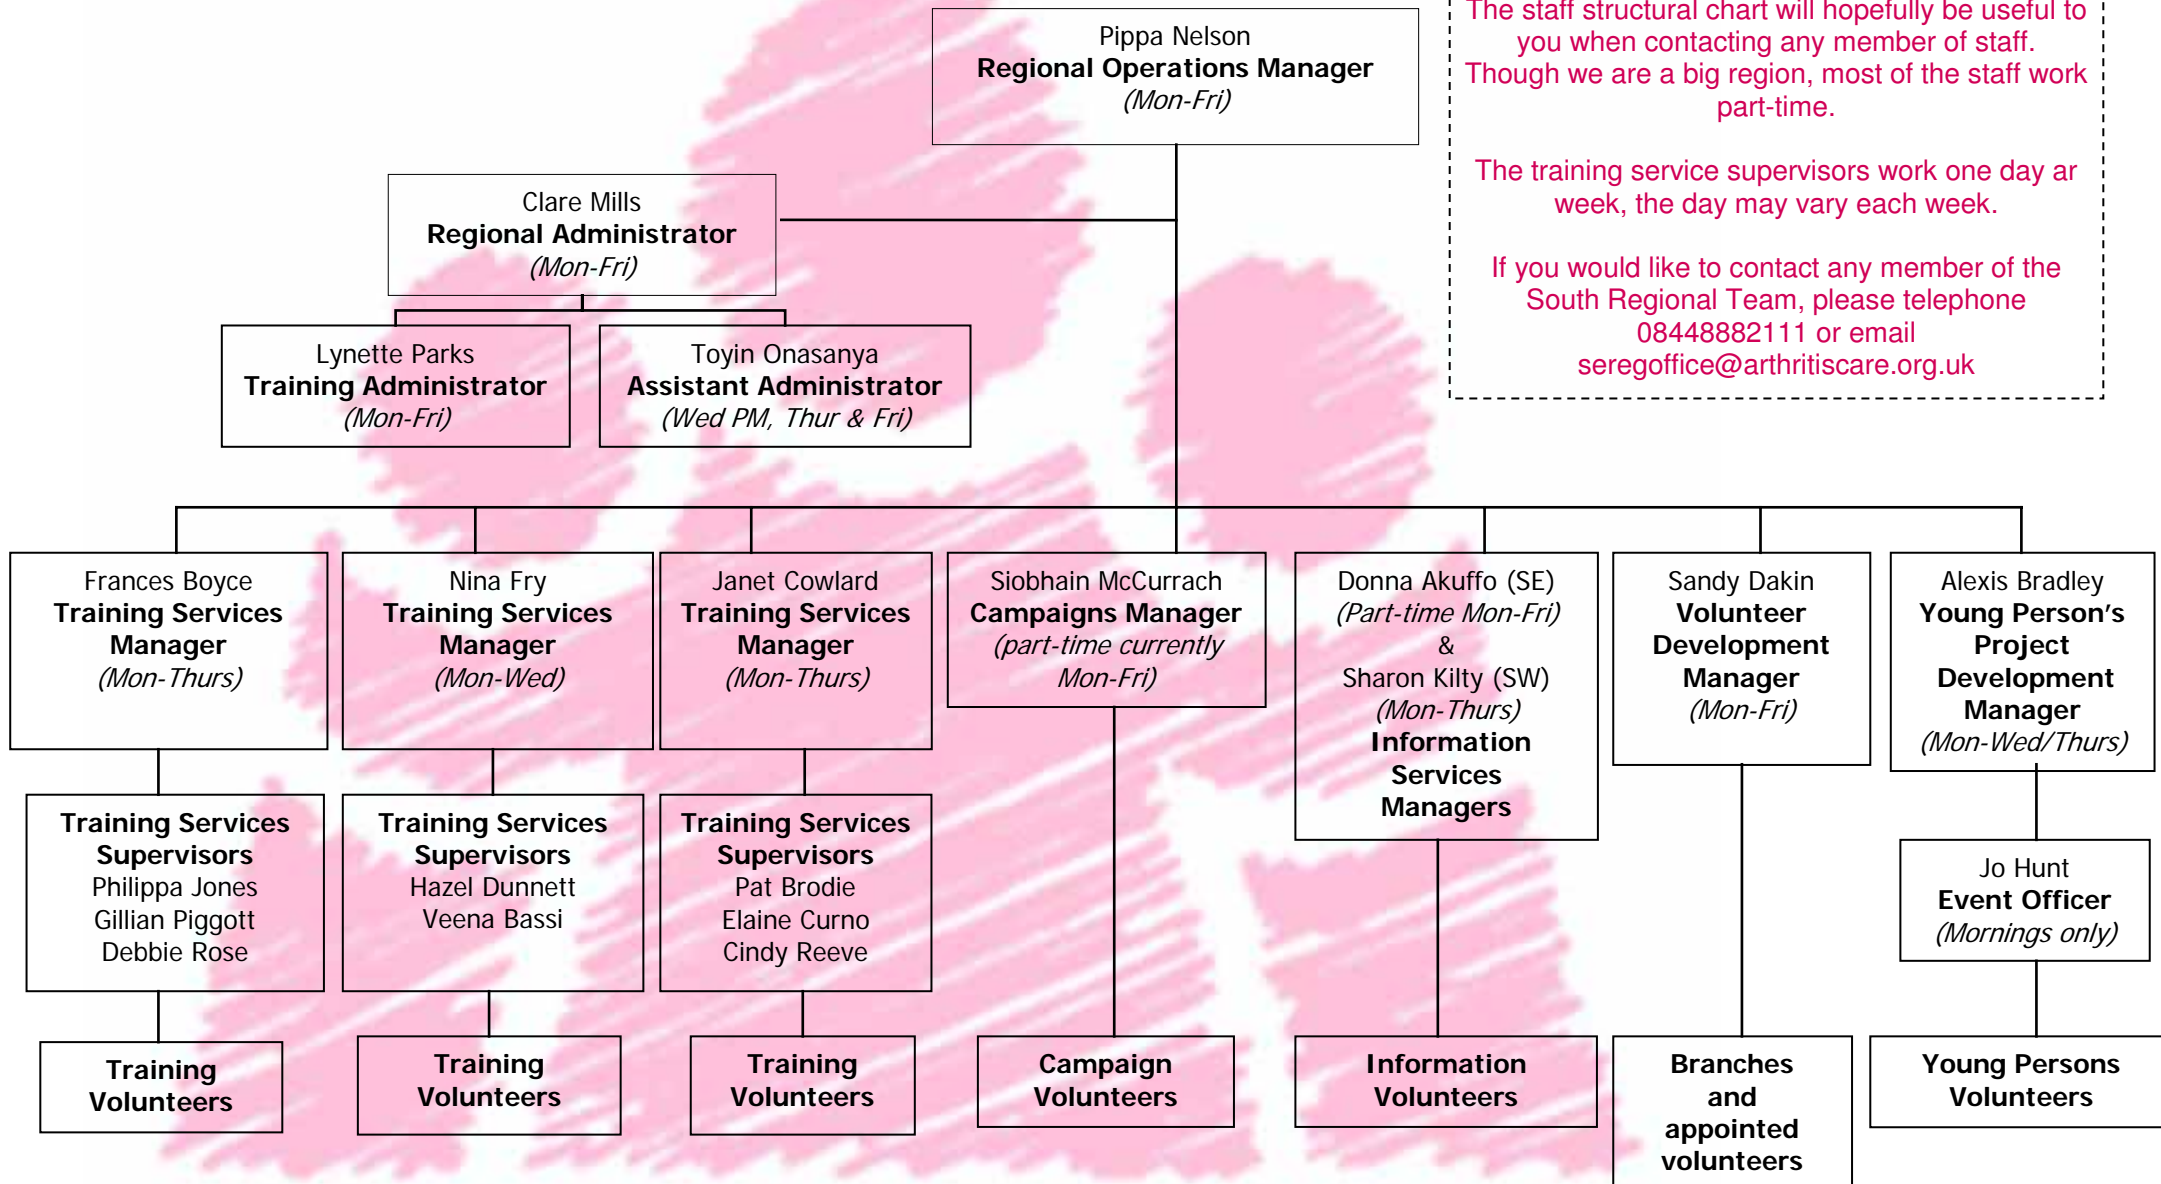 The staff structural chart will hopefully be useful to
you when contacting any member of staff.
Though we are a big region, most of the staff work
part-time.
The training service supervisors work one day ar
week, the day may vary each week.
If you would like to contact any member of the
South Regional Team, please telephone
08448882111 or email
seregoffice@arthritiscare.org.uk
Pippa Nelson
Regional Operations Manager
(Mon-Fri)
Clare Mills
Regional Administrator
(Mon-Fri)
Lynette Parks
Training Administrator
(Mon-Fri)
Toyin Onasanya
Assistant Administrator
(Wed PM, Thur & Fri)
Frances Boyce
Training Services
Manager
(Mon-Thurs)
Nina Fry
Training Services
Manager
(Mon-Wed)
Janet Cowlard
Training Services
Manager
(Mon-Thurs)
Siobhain McCurrach
Campaigns Manager
(part-time currently
Mon-Fri)
Donna Akuffo (SE)
(Part-time Mon-Fri)
&
Sharon Kilty (SW)
(Mon-Thurs)
Information
Services
Managers
Sandy Dakin
Volunteer
Development
Manager
(Mon-Fri)
Alexis Bradley
Young Person's
Project
Development
Manager
(Mon-Wed/Thurs)
Training Services
Supervisors
Philippa Jones
Gillian Piggott
Debbie Rose
Training Services
Supervisors
Hazel Dunnett
Veena Bassi
Training Services
Supervisors
Pat Brodie
Elaine Curno
Cindy Reeve
Jo Hunt
Event Officer
(Mornings only)
Training
Volunteers
Training
Volunteers
Training
Volunteers
Campaign
Volunteers
Information
Volunteers
Branches
and
appointed
volunteers
Young Persons
Volunteers